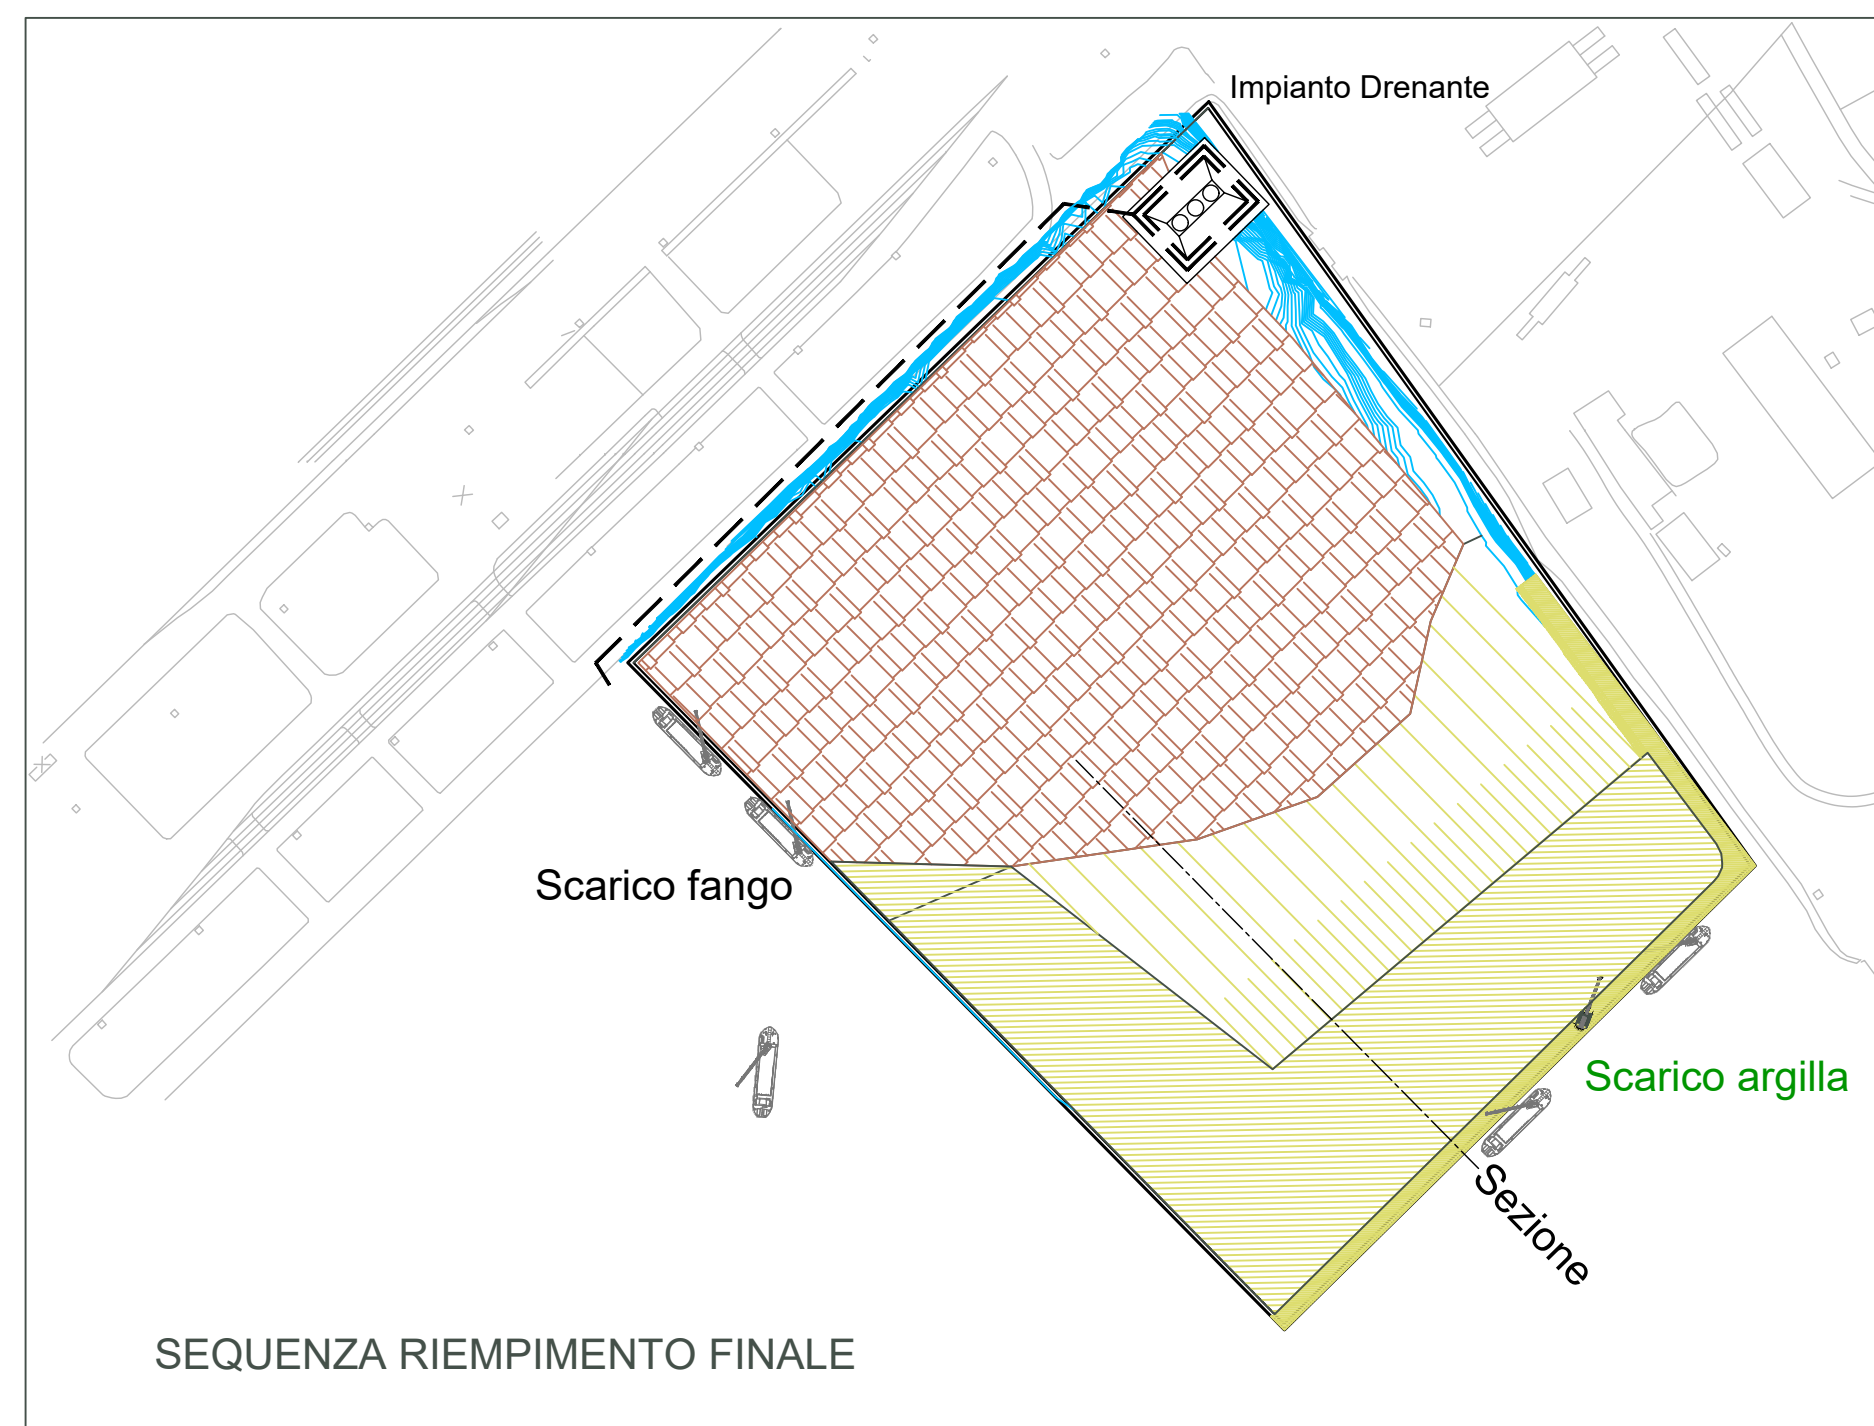 Impianto Drenante
Scarico fango
Scarico argilla
Sezione
SEQUENZA RIEMPIMENTO FINALE